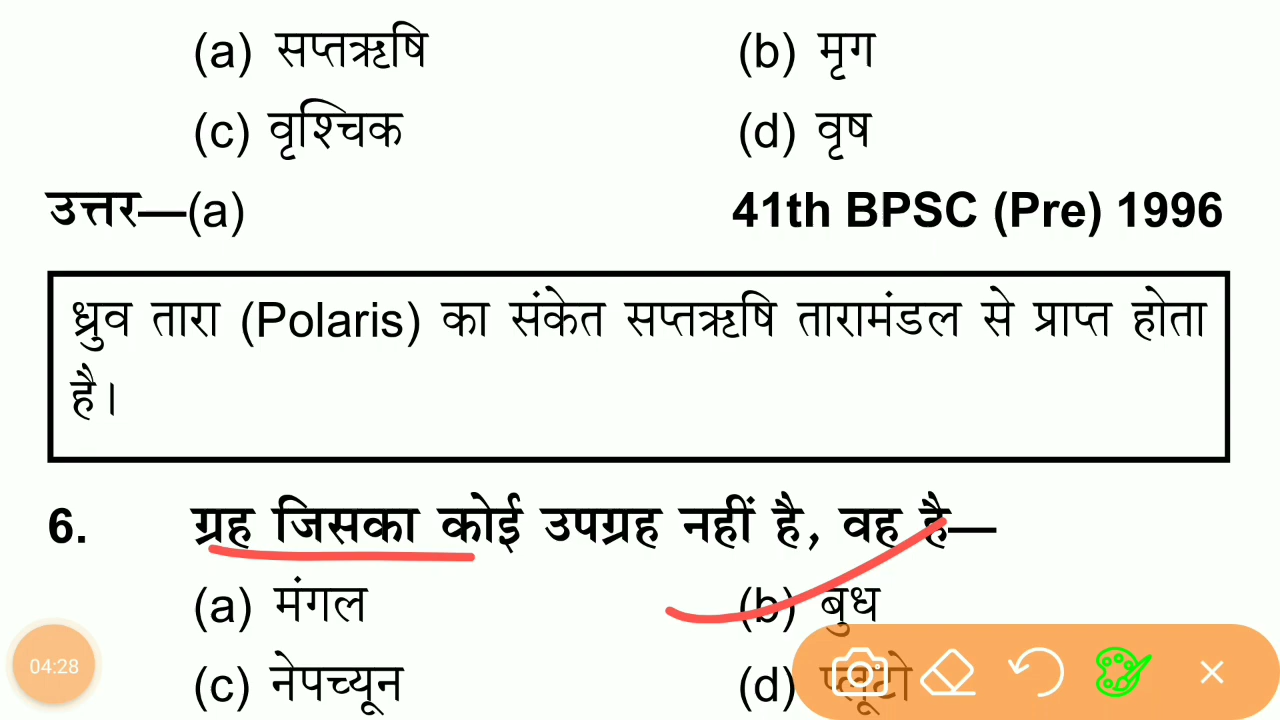 (a) सप्तऋषि (b) मृग
(c) वृश्चिक (d) वृष
उत्तर—(a) 41th BPSC (Pre) 1996
ध्रुव तारा (Polaris) का संकेत सप्तऋषि तारामंडल से प्राप्त होता
है।
6. ग्रह जिसका कोई उपग्रह नहीं है, वह है—
(a) मंगल (b) बुध
(c) नेपच्यून (d) प्लूटो
04:28